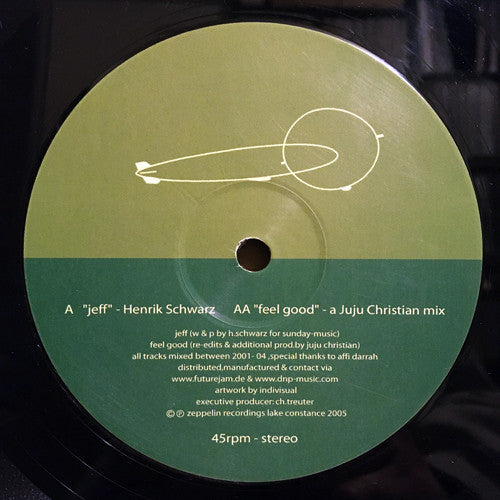 A "jeff" - Henrik Schwarz AA "feel good" - a Juju Christian mix
jeff (w & p by h.schwarz for sunday-music)
feel good (re-edits & additional prod.by juju christian)
all tracks mixed between 2001- 04 ,special thanks to affi darrah
distributed,manufactured & contact via
www.futurejam.de & www.dnp-music.com
artwork by indivisual
executive producer: ch.treuter
© ℗ zeppelin recordings lake constance 2005
45rpm - stereo